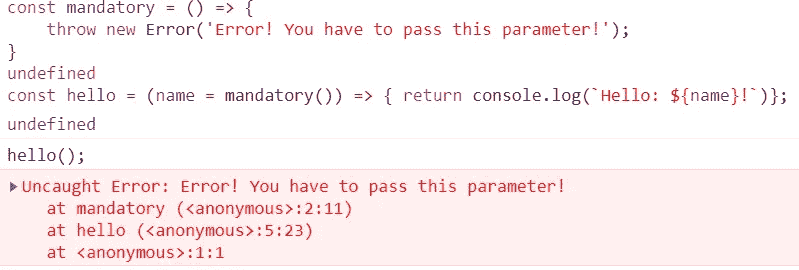 const mandatory = () => {
throw new Error('Error! You have to pass this parameter!');
}
undefined
const hello = (name = mandatory()) => { return console.log(`Hello: ${name}!`)};
undefined
hello();
Uncaught Error: Error! You have to pass this parameter!
at mandatory (<anonymous>:2:11)
at hello (<anonymous>:5:23)
at <anonymous>:1:1